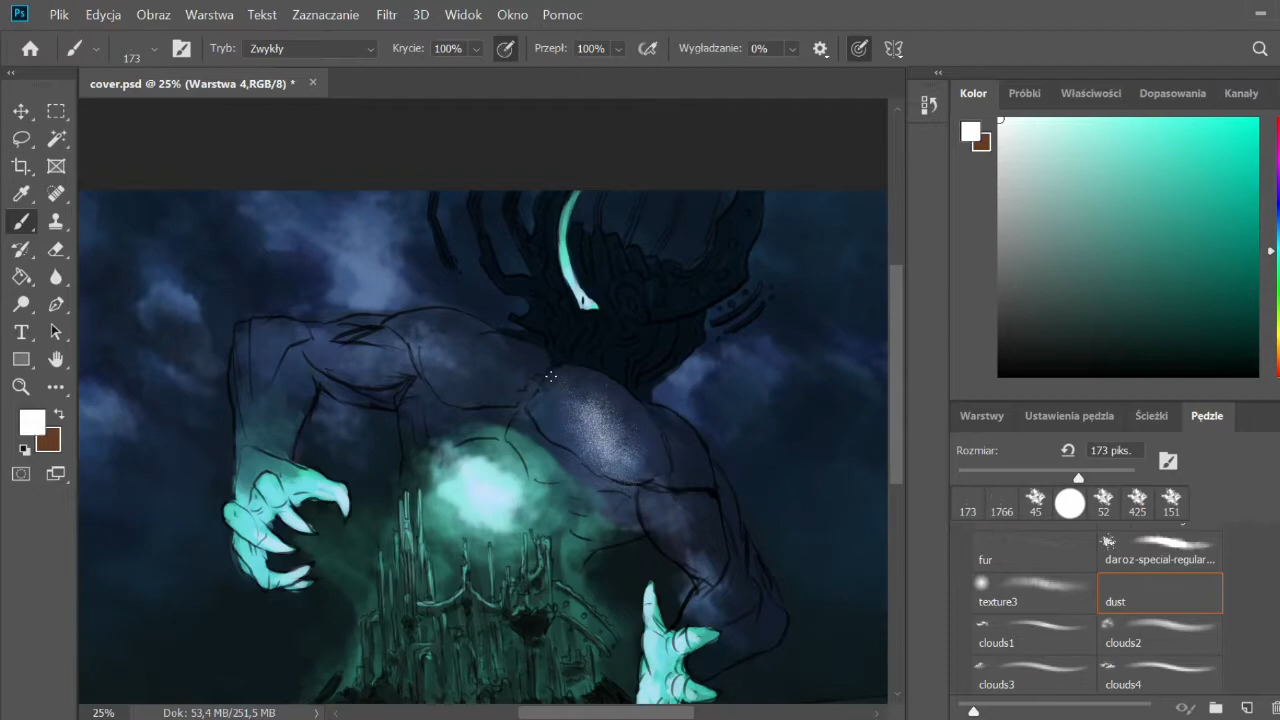 Ps Plik Edycja Obraz Warstwa Tekst Zaznaczanie Filtr 3D Widok Okno Pomoc
173 Tryb: Zwykły Krycie: 100% Przepł: 100% Wygładzanie: 0%
cover.psd @ 25% (Warstwa 4,RGB/8) *
Kolor Próbki Właściwości Dopasowania Kanały
Warstwy Ustawienia pędzla Ścieżki Pędzle
Rozmiar: 173 piks.
173 1766 45 52 425 151
fur daroz-special-regular...
texture3 dust
clouds1 clouds2
clouds3 clouds4
25% Dok: 53,4 MB/251,5 MB